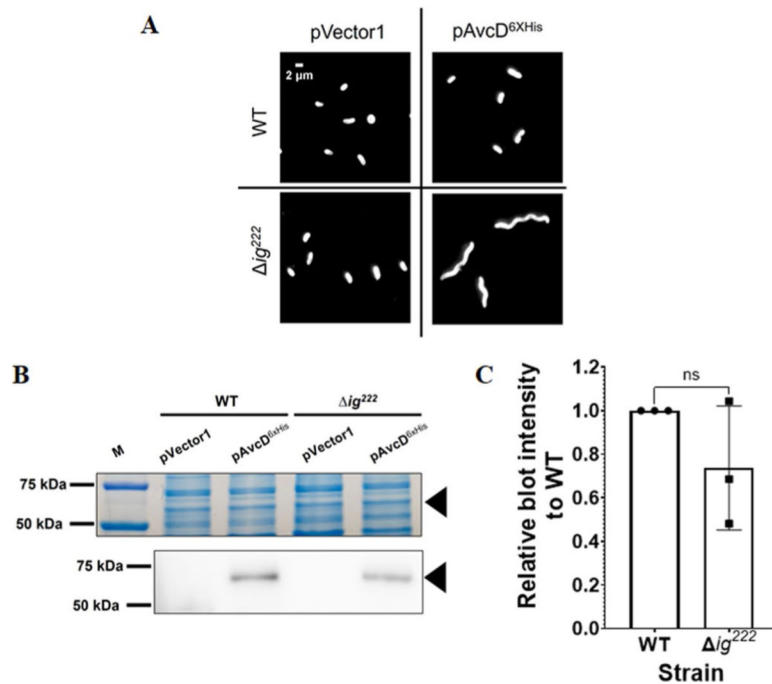 A
pVector1
pAvcD6XHis
2 µm
WT
Δig222
B
WT
Δig222
M
pVector1
pAvcD6xHis
pVector1
pAvcD6xHis
75 kDa
50 kDa
75 kDa
50 kDa
C
Relative blot intensity
to WT
1.2
1.0
0.8
0.6
0.4
0.2
0.0
ns
WT
Δig222
Strain